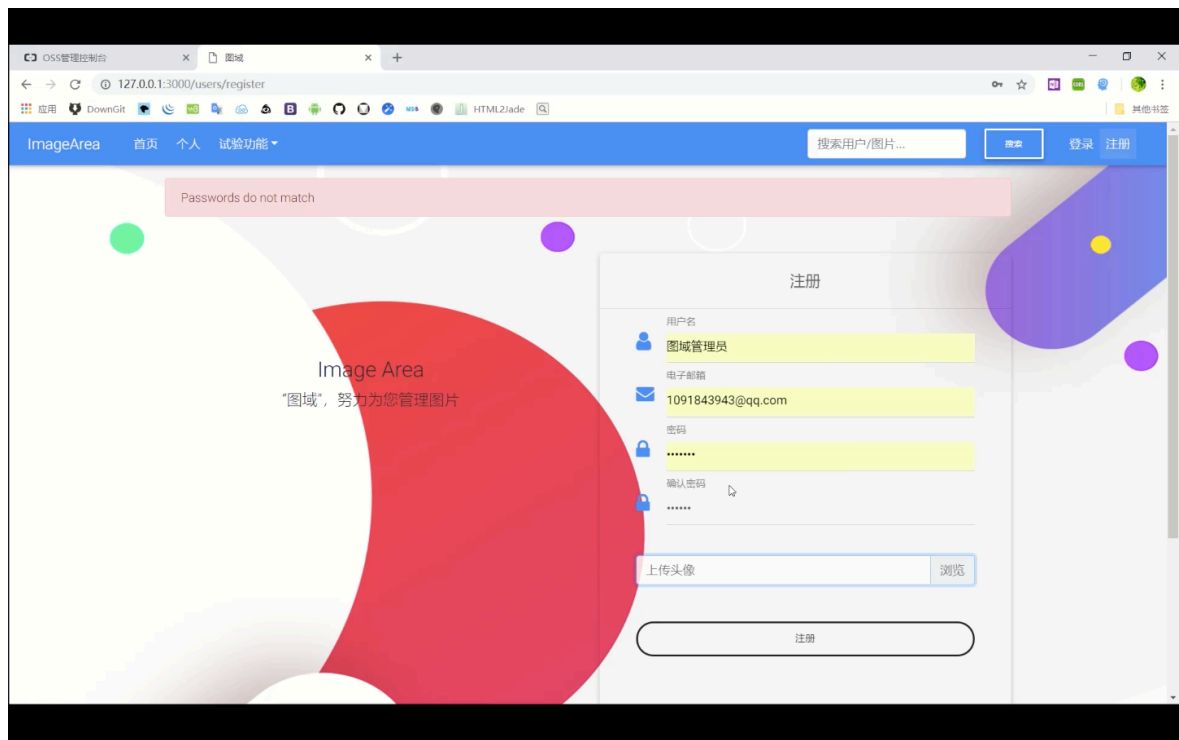 OSS管理控制台
图域
127.0.0.1:3000/users/register
应用
DownGit
HTML2Jade
其他书签
ImageArea
首页
个人
试验功能
搜索用户/图片...
搜索
登录
注册
Passwords do not match
注册
用户名
图域管理员
电子邮箱
1091843943@qq.com
密码
•••••••
确认密码
••••••
上传头像
浏览
注册
Image Area
“图域”，努力为您管理图片